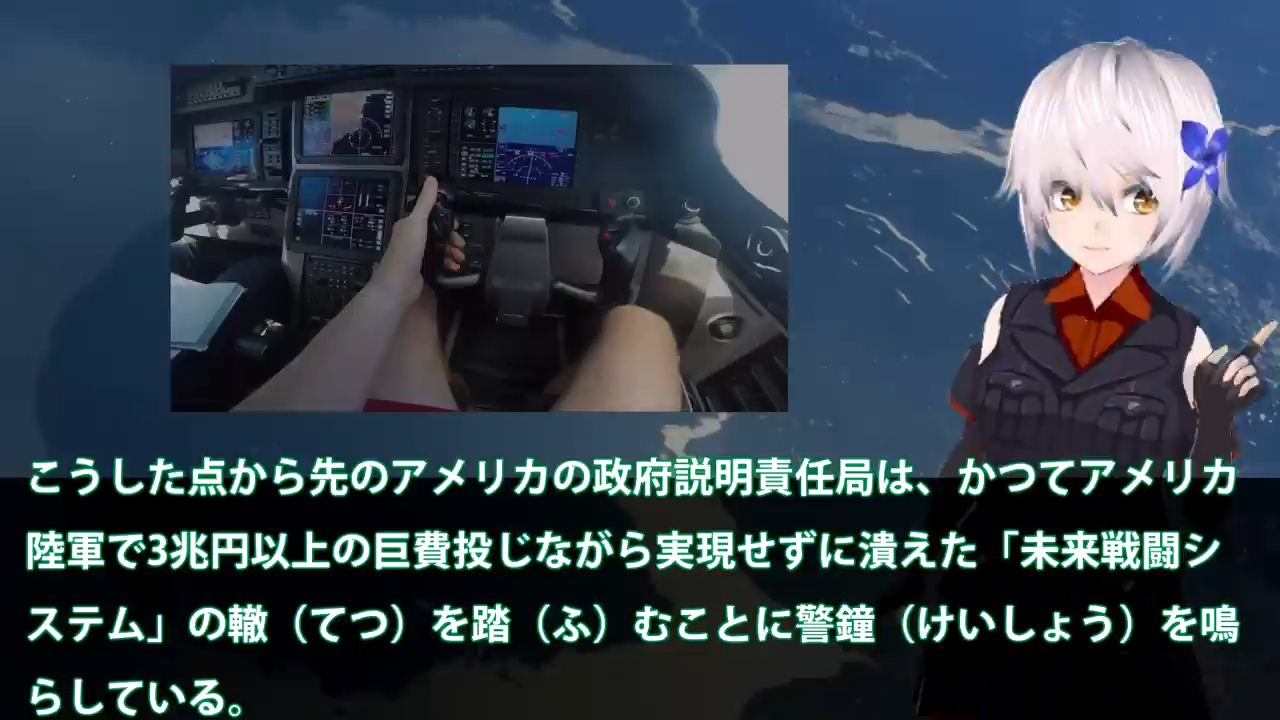 こうした点から先のアメリカの政府説明責任局は、かつてアメリカ
陸軍で3兆円以上の巨費投じながら実現せずに潰えた「未来戦闘シ
ステム」の轍（てつ）を踏（ふ）むことに警鐘（けいしょう）を鳴
らしている。